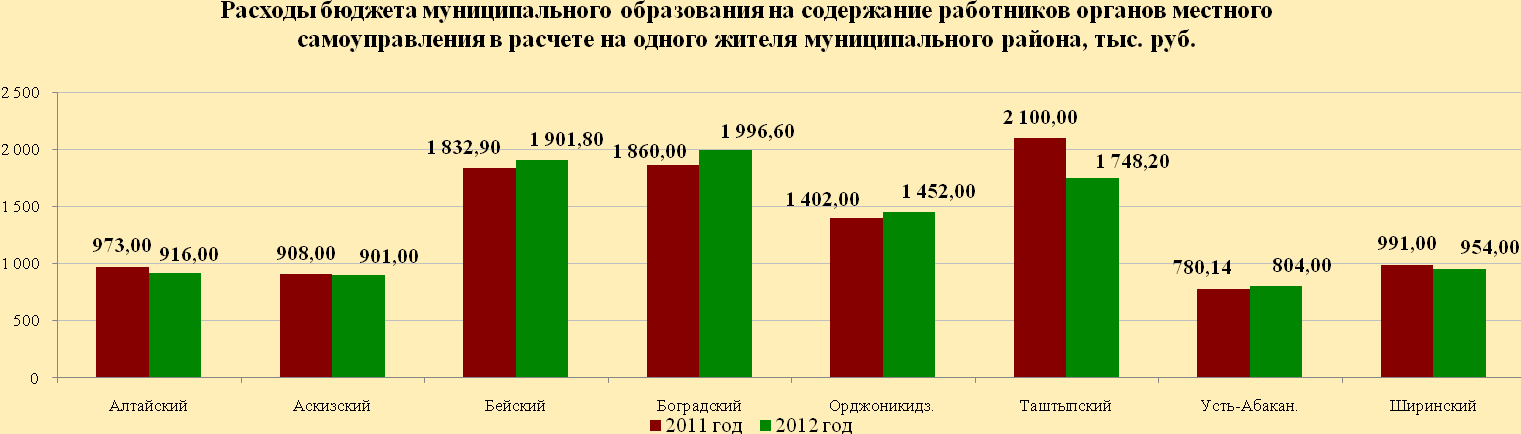 Расходы бюджета муниципального образования на содержание работников органов местного
самоуправления в расчете на одного жителя муниципального района, тыс. руб.
2 500
2 000
1 500
1 000
500
0
973,00
916,00
908,00
901,00
1 832,90
1 901,80
1 860,00
1 996,60
1 402,00
1 452,00
2 100,00
1 748,20
780,14
804,00
991,00
954,00
Алтайский
Аскизский
Бейский
Боградский
Орджоникидз.
Таштыпский
Усть-Абакан.
Ширинский
2011 год
2012 год